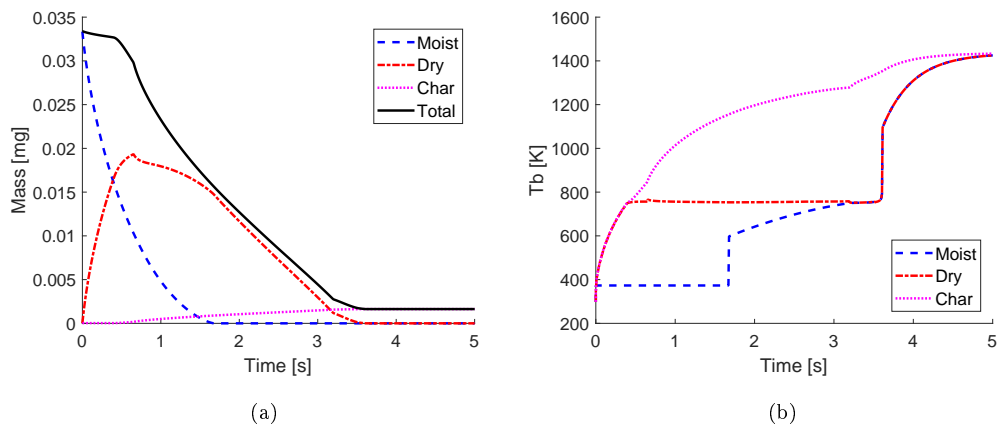 0.035
0.03
0.025
0.02
0.015
0.01
0.005
0
Mass [mg]
0 1 2 3 4 5
Time [s]
Moist
Dry
Char
Total
(a)
1400
1200
1000
800
600
400
200
Tb [K]
0 1 2 3 4 5
Time [s]
Moist
Dry
Char
(b)